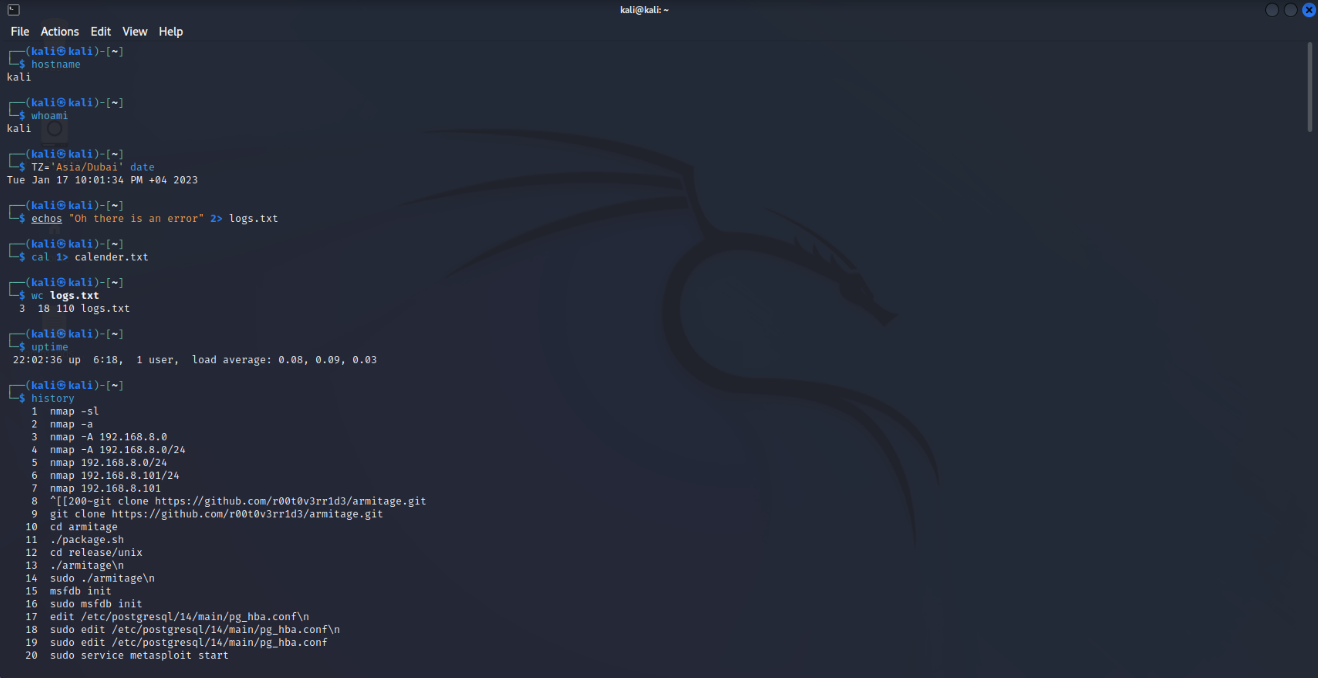 kali@kali: ~
File Actions Edit View Help
┌──(kali㉿kali)-[~]
└─$ hostname
kali
┌──(kali㉿kali)-[~]
└─$ whoami
kali
┌──(kali㉿kali)-[~]
└─$ TZ='Asia/Dubai' date
Tue Jan 17 10:01:34 PM +04 2023
┌──(kali㉿kali)-[~]
└─$ echos "Oh there is an error" 2> logs.txt
┌──(kali㉿kali)-[~]
└─$ cal 1> calender.txt
┌──(kali㉿kali)-[~]
└─$ wc logs.txt
3 18 110 logs.txt
┌──(kali㉿kali)-[~]
└─$ uptime
22:02:36 up 6:18, 1 user, load average: 0.08, 0.09, 0.03
┌──(kali㉿kali)-[~]
└─$ history
1 nmap -sl
2 nmap -a
3 nmap -A 192.168.8.0
4 nmap -A 192.168.8.0/24
5 nmap 192.168.8.0/24
6 nmap 192.168.8.101/24
7 nmap 192.168.8.101
8 ^[[200~git clone https://github.com/r00t0v3rr1d3/armitage.git
9 git clone https://github.com/r00t0v3rr1d3/armitage.git
10 cd armitage
11 ./package.sh
12 cd release/unix
13 ./armitage\n
14 sudo ./armitage\n
15 msfdb init
16 sudo msfdb init
17 edit /etc/postgresql/14/main/pg_hba.conf\n
18 sudo edit /etc/postgresql/14/main/pg_hba.conf\n
19 sudo edit /etc/postgresql/14/main/pg_hba.conf
20 sudo service metasploit start